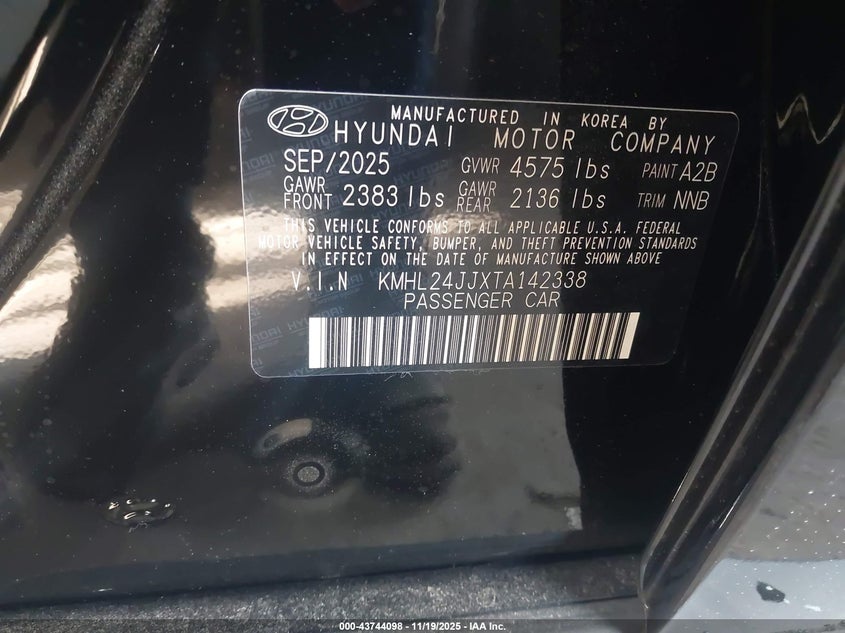 MANUFACTURED IN KOREA BY
HYUNDAI MOTOR COMPANY
SEP/2025 GVWR 4575 lbs PAINT A2B
GAWR FRONT 2383 lbs GAWR REAR 2136 lbs TRIM NNB
THIS VEHICLE CONFORMS TO ALL APPLICABLE U.S.A. FEDERAL
MOTOR VEHICLE SAFETY, BUMPER, AND THEFT PREVENTION STANDARDS
IN EFFECT ON THE DATE OF MANUFACTURE SHOWN ABOVE
V.I.N KMHL24JJXTA142338
PASSENGER CAR
000-43744098 - 11/19/2025 - IAA Inc.